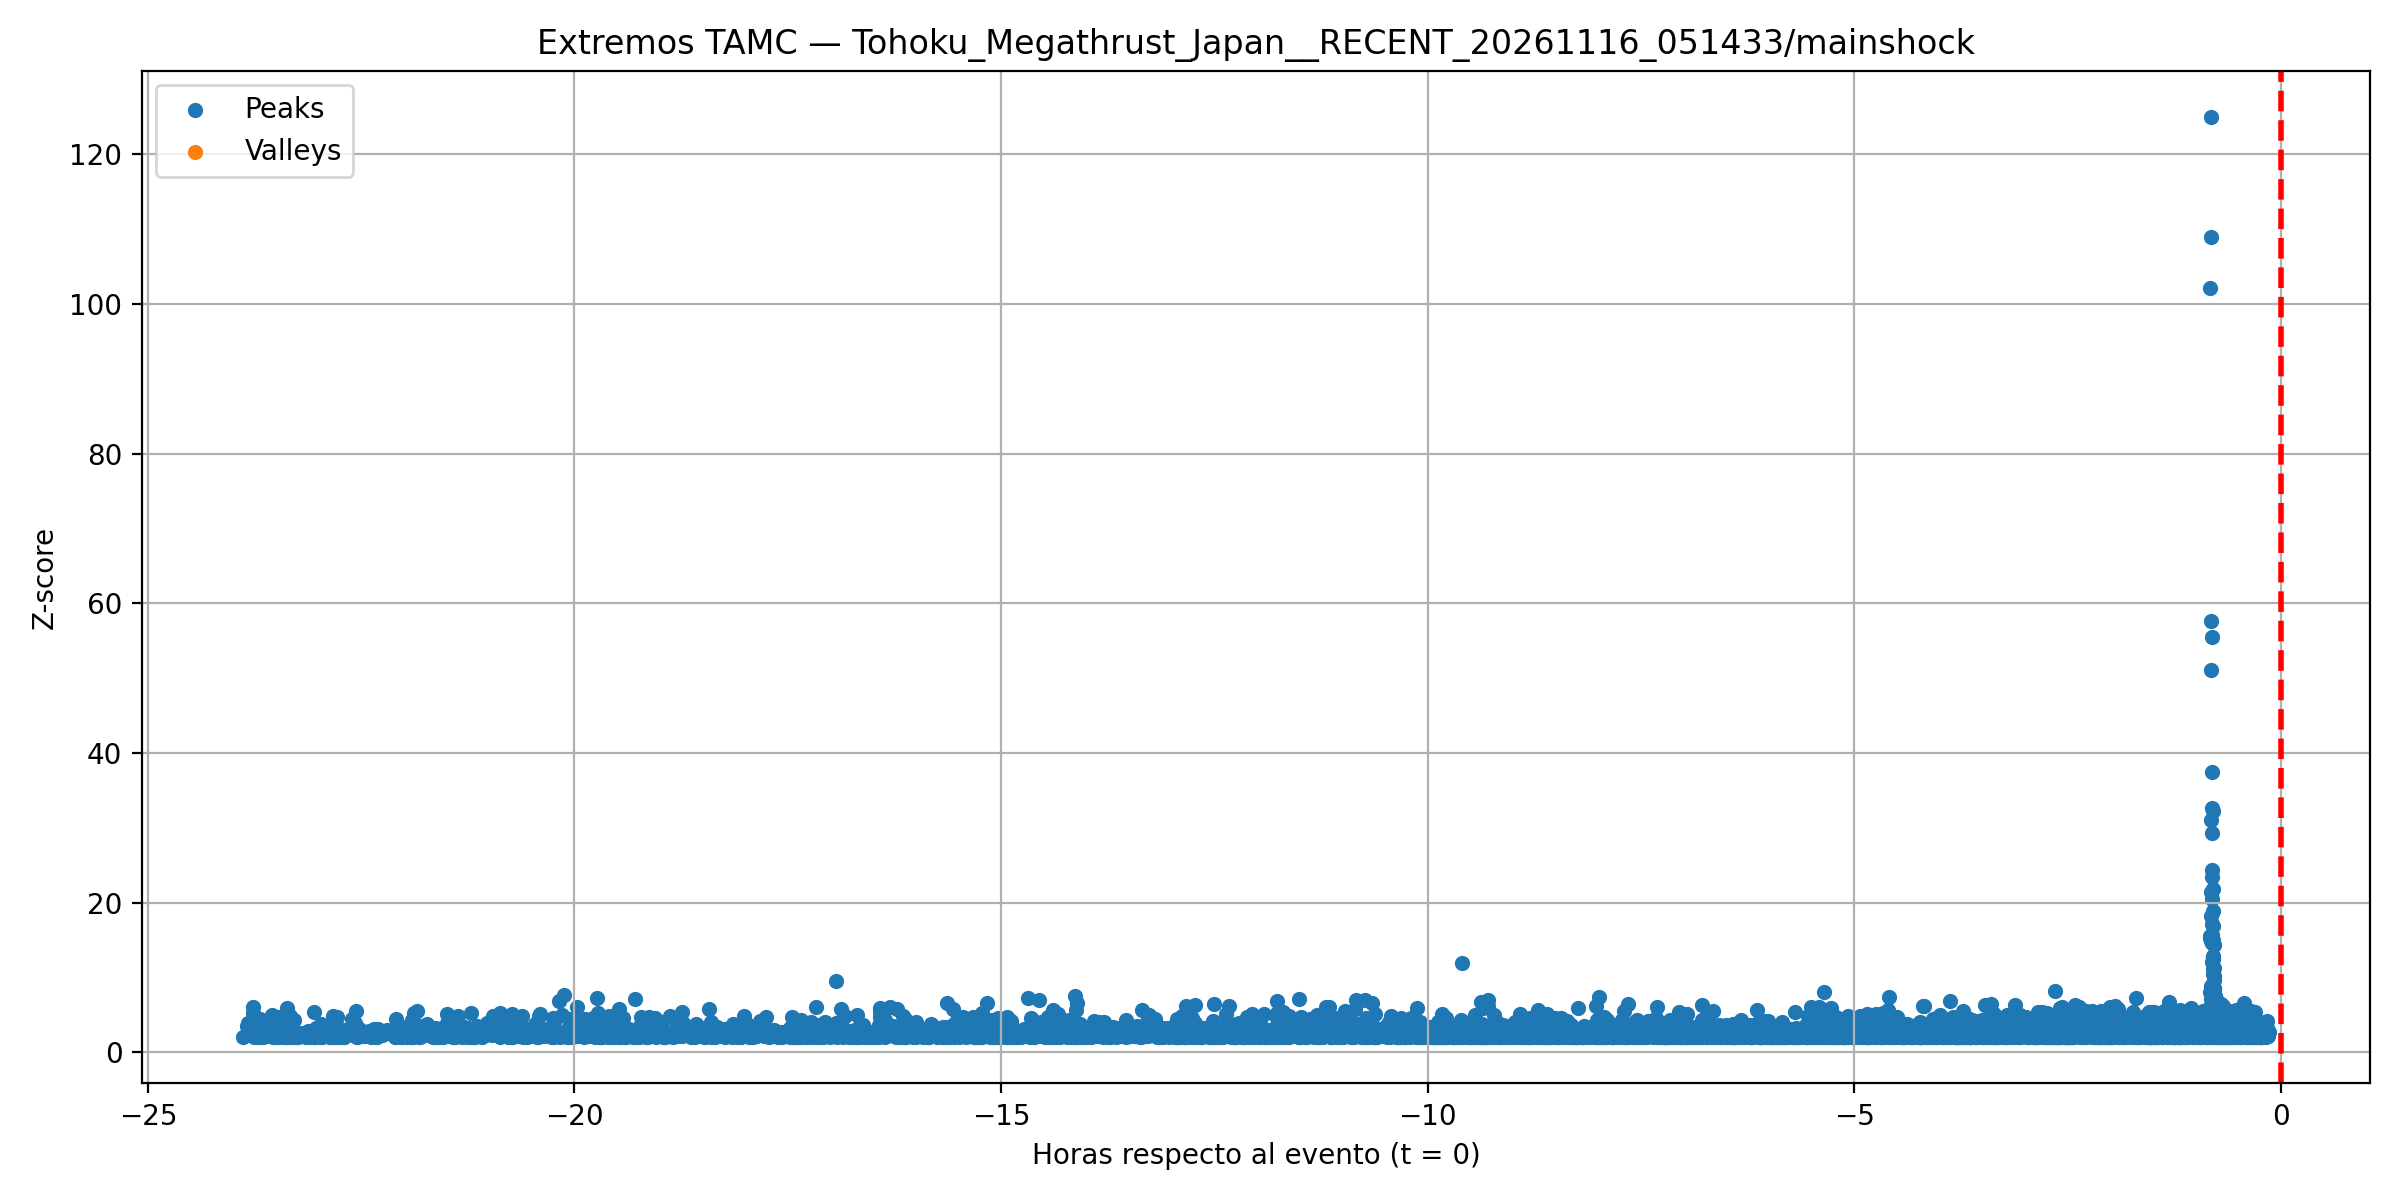 Extremos TAMC — Tohoku_Megathrust_Japan__RECENT_20261116_051433/mainshock
Peaks
Valleys
Z-score
120
100
80
60
40
20
0
−25
−20
−15
−10
−5
0
Horas respecto al evento (t = 0)